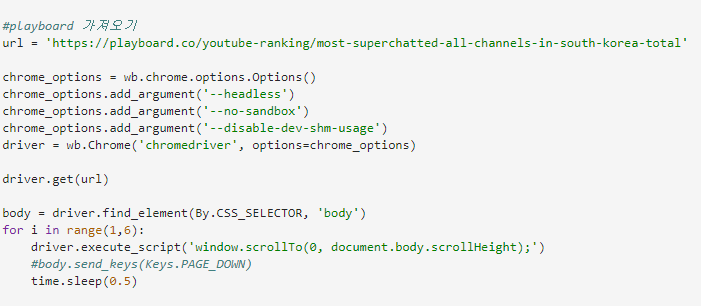 #playboard 가져오기
url = 'https://playboard.co/youtube-ranking/most-superchatted-all-channels-in-south-korea-total'
chrome_options = wb.chrome.options.Options()
chrome_options.add_argument('--headless')
chrome_options.add_argument('--no-sandbox')
chrome_options.add_argument('--disable-dev-shm-usage')
driver = wb.Chrome('chromedriver', options=chrome_options)
driver.get(url)
body = driver.find_element(By.CSS_SELECTOR, 'body')
for i in range(1,6):
    driver.execute_script('window.scrollTo(0, document.body.scrollHeight);')
    #body.send_keys(Keys.PAGE_DOWN)
    time.sleep(0.5)